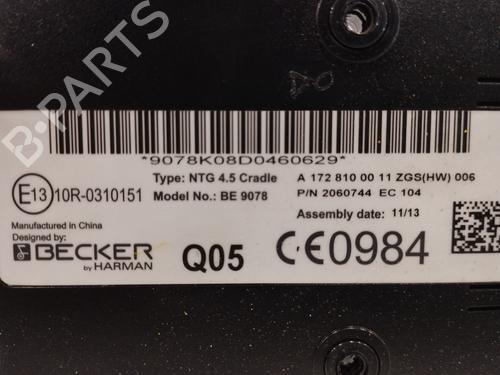 *9078K08D0460629*
E13 10R-0310151
Type: NTG 4.5 Cradle
Model No.: BE 9078
A 172 810 00 11 ZGS(HW) 006
P/N 2060744 EC 104
Assembly date: 11/13
Manufactured in China
Designed by:
BECKER
by HARMAN
Q05
CE0984
B-PARTS